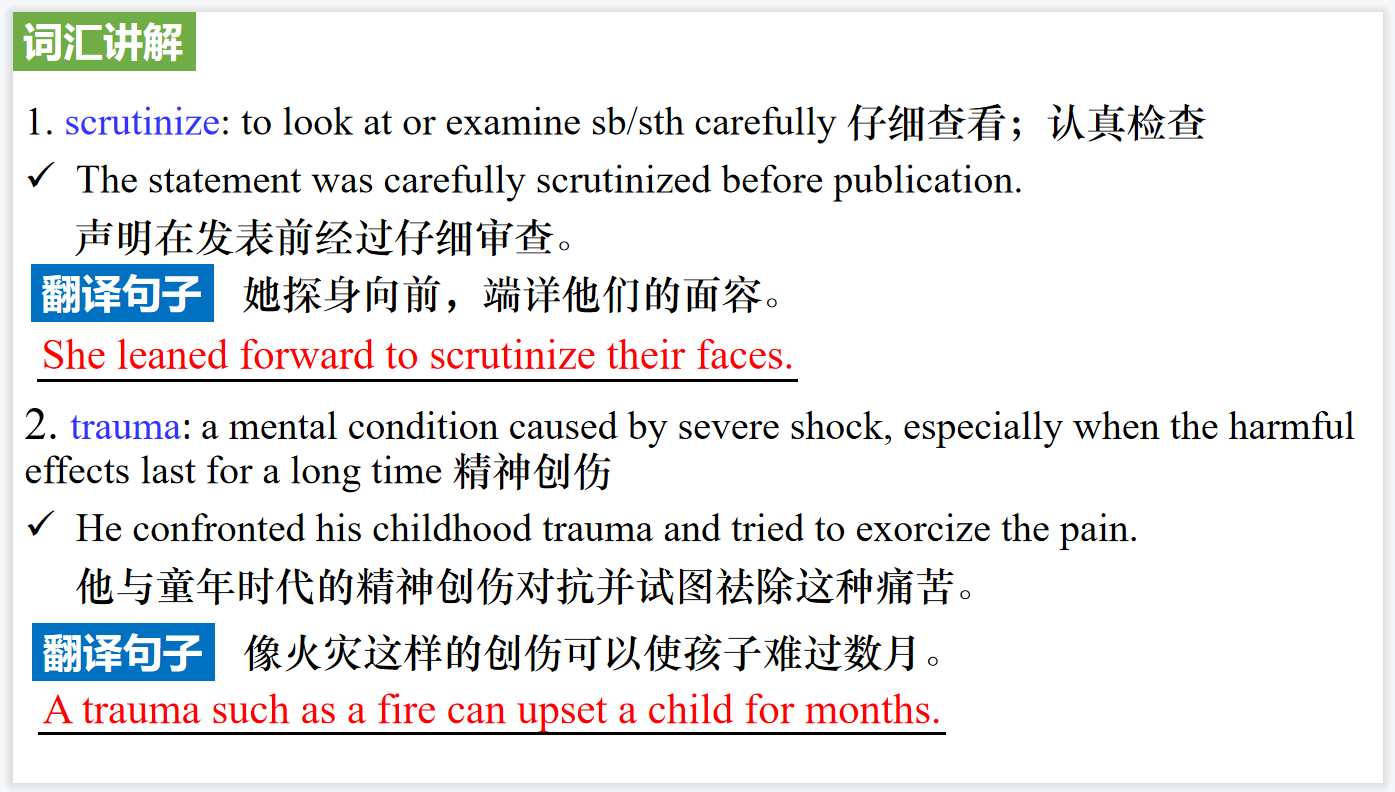 词汇讲解
1. scrutinize: to look at or examine sb/sth carefully 仔细查看；认真检查
✓ The statement was carefully scrutinized before publication.
声明在发表前经过仔细审查。
翻译句子 她探身向前，端详他们的面容。
She leaned forward to scrutinize their faces.
2. trauma: a mental condition caused by severe shock, especially when the harmful
effects last for a long time 精神创伤
✓ He confronted his childhood trauma and tried to exorcize the pain.
他与童年时代的精神创伤对抗并试图祛除这种痛苦。
翻译句子 像火灾这样的创伤可以使孩子难过数月。
A trauma such as a fire can upset a child for months.